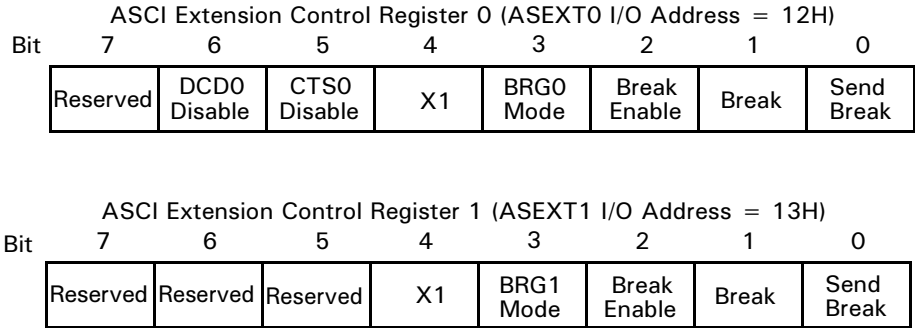 ASCI Extension Control Register 0 (ASEXT0 I/O Address = 12H)
Bit 7 6 5 4 3 2 1 0
Reserved DCD0 Disable CTS0 Disable X1 BRG0 Mode Break Enable Break Send Break
ASCI Extension Control Register 1 (ASEXT1 I/O Address = 13H)
Bit 7 6 5 4 3 2 1 0
Reserved Reserved Reserved X1 BRG1 Mode Break Enable Break Send Break